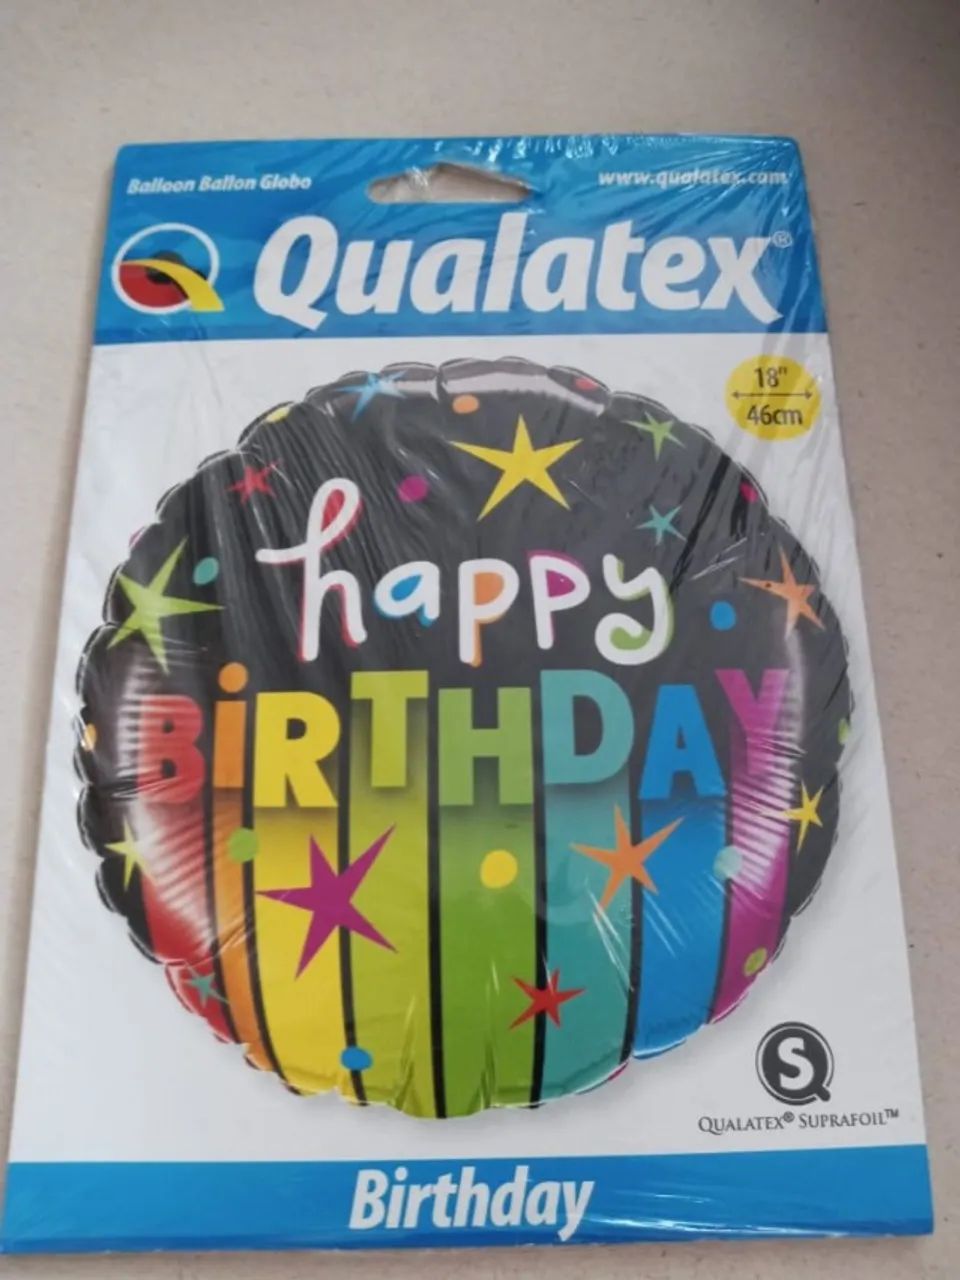 Balloon Ballon Globo
www.qualatex.com
Qualatex®
18"
46cm
happy
BiRTHDAY
S
QUALATEX® SUPRAFOIL™
Birthday